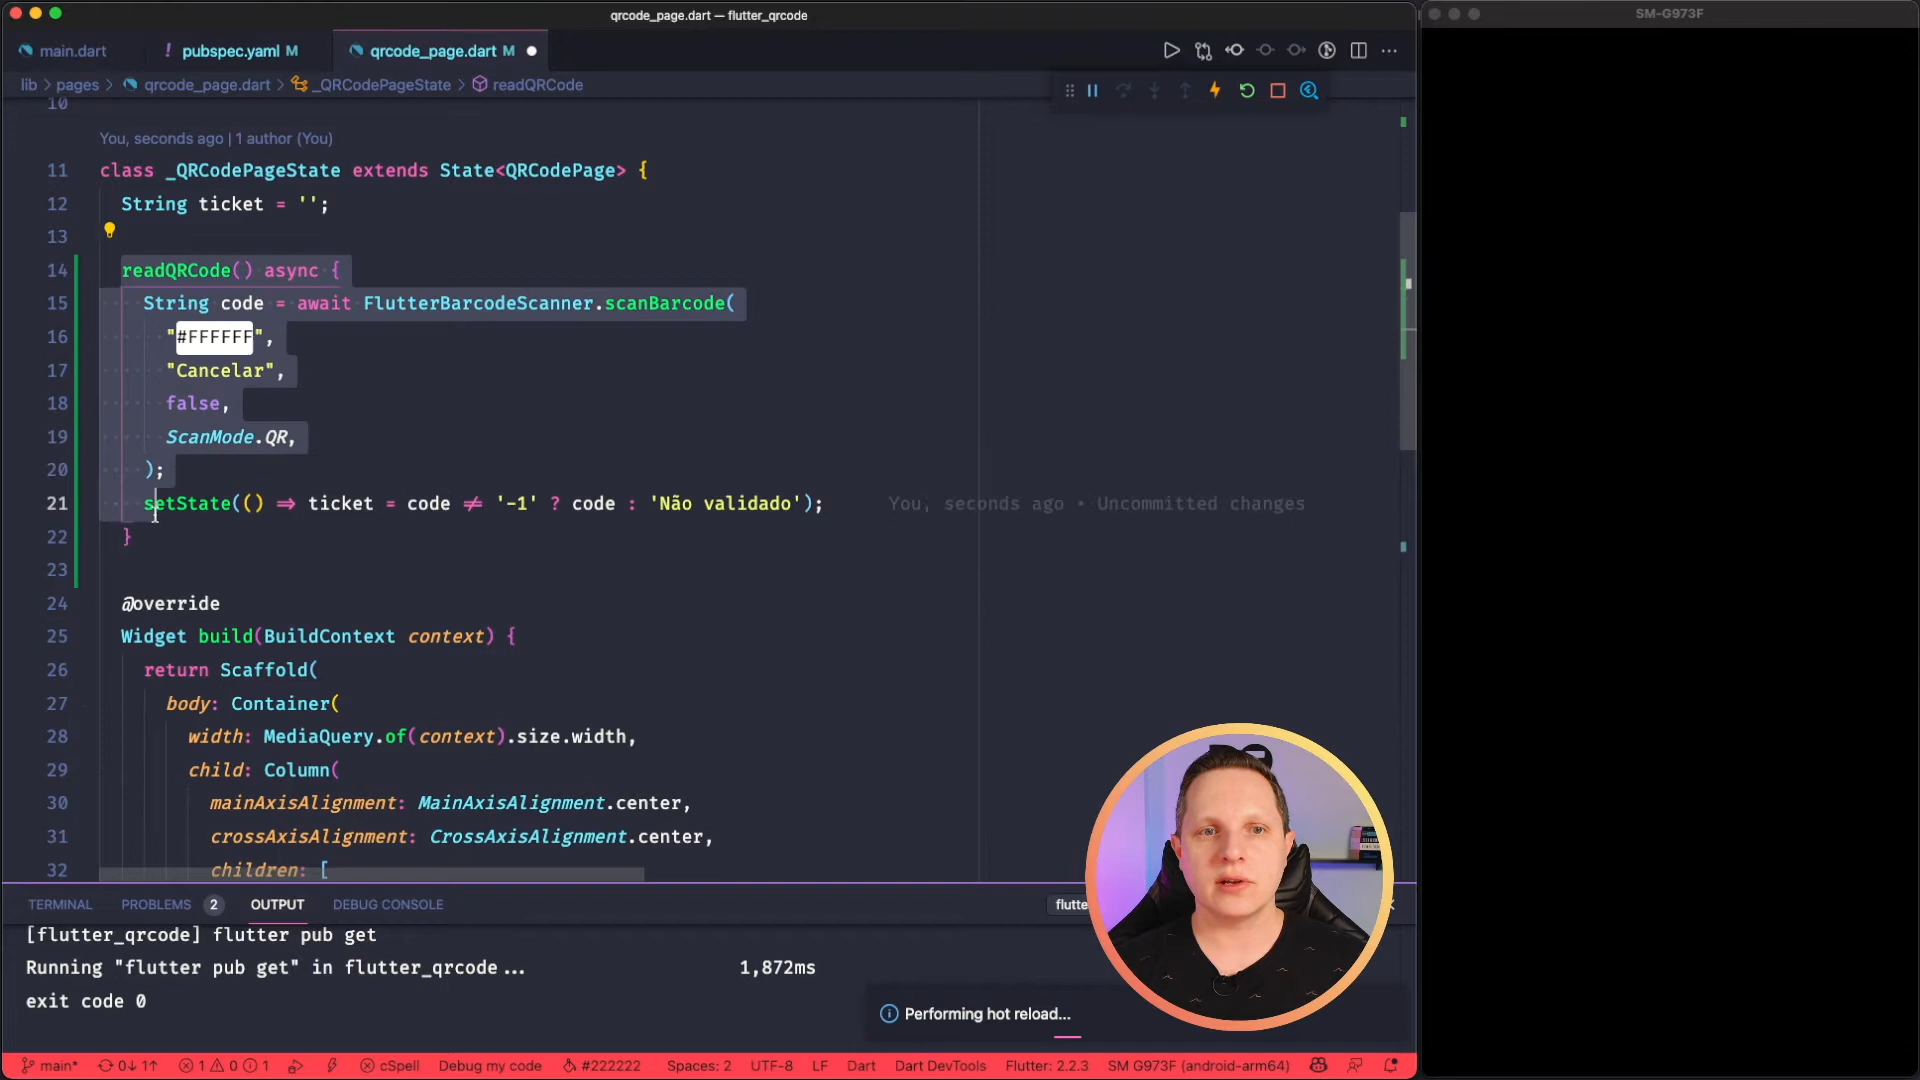 qrcode_page.dart — flutter_qrcode
SM-G973F
main.dart
! pubspec.yaml M
qrcode_page.dart M
lib > pages > qrcode_page.dart > _QRCodePageState > readQRCode
10
You, seconds ago | 1 author (You)
11 class _QRCodePageState extends State<QRCodePage> {
12 String ticket = '';
13
14 readQRCode() async {
15 String code = await FlutterBarcodeScanner.scanBarcode(
16 "#FFFFFF",
17 "Cancelar",
18 false,
19 ScanMode.QR,
20 );
21 setState(() => ticket = code != '-1' ? code : 'Não validado'); You, seconds ago • Uncommitted changes
22 }
23
24 @override
25 Widget build(BuildContext context) {
26 return Scaffold(
27 body: Container(
28 width: MediaQuery.of(context).size.width,
29 child: Column(
30 mainAxisAlignment: MainAxisAlignment.center,
31 crossAxisAlignment: CrossAxisAlignment.center,
32 children: [
TERMINAL PROBLEMS 2 OUTPUT DEBUG CONSOLE
[flutter_qrcode] flutter pub get
Running "flutter pub get" in flutter_qrcode... 1,872ms
exit code 0
Performing hot reload...
main* 0↓ 1↑ 1 0 1 cSpell Debug my code #222222 Spaces: 2 UTF-8 LF Dart Dart DevTools Flutter: 2.2.3 SM G973F (android-arm64)